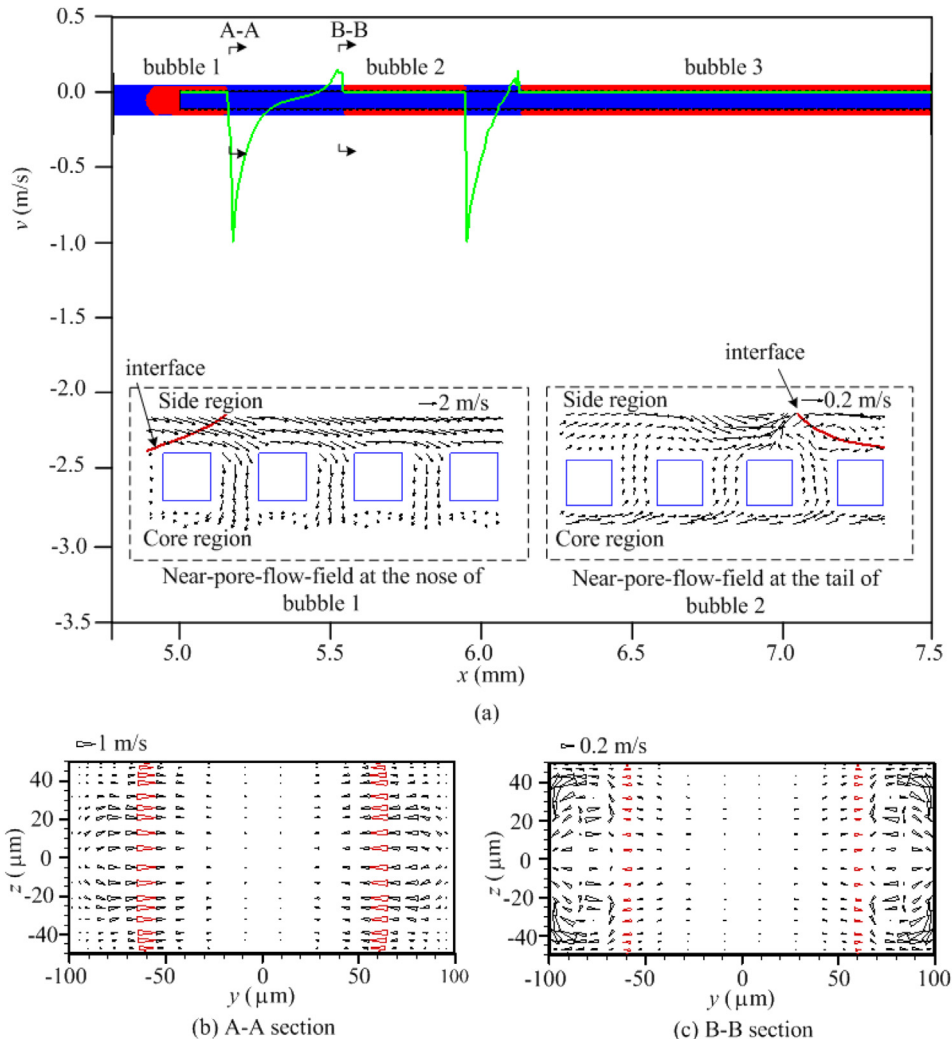 0.5
A-A
B-B
bubble 1
bubble 2
bubble 3
0.0
-0.5
v (m/s)
-1.0
-1.5
-2.0
interface
interface
Side region
2 m/s
Side region
0.2 m/s
-2.5
Core region
Core region
-3.0
Near-pore-flow-field at the nose of
bubble 1
Near-pore-flow-field at the tail of
bubble 2
-3.5
5.0
5.5
6.0
6.5
7.0
7.5
x (mm)
(a)
1 m/s
0.2 m/s
40
20
0
-20
-40
z (μm)
-100
-50
0
50
100
y (μm)
(b) A-A section
40
20
0
-20
-40
z (μm)
-100
-50
0
50
100
y (μm)
(c) B-B section